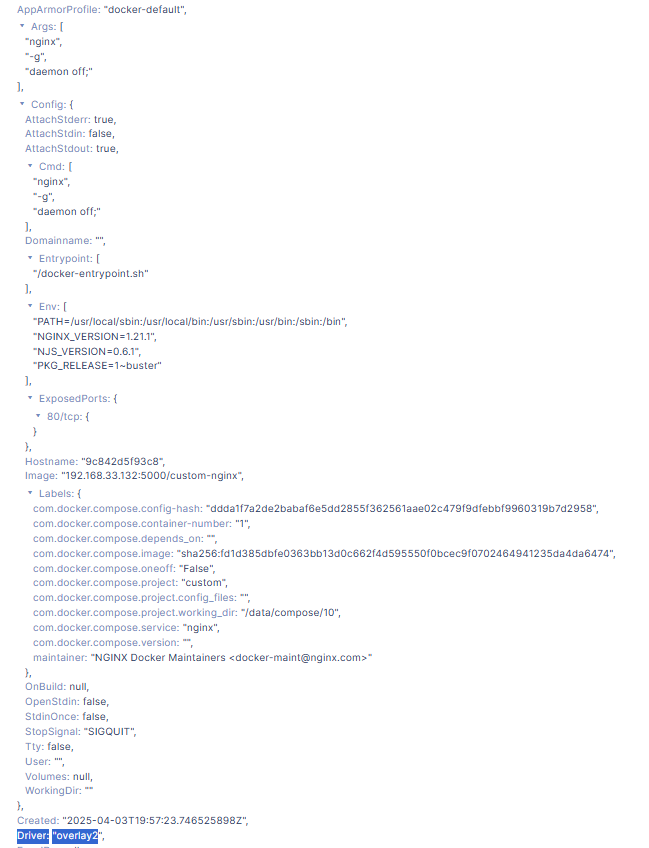 AppArmorProfile: "docker-default",
Args: [
"nginx",
"-g",
"daemon off;"
],
Config: {
AttachStderr: true,
AttachStdin: false,
AttachStdout: true,
Cmd: [
"nginx",
"-g",
"daemon off;"
],
Domainname: "",
Entrypoint: [
"/docker-entrypoint.sh"
],
Env: [
"PATH=/usr/local/sbin:/usr/local/bin:/usr/sbin:/usr/bin:/sbin:/bin",
"NGINX_VERSION=1.21.1",
"NJS_VERSION=0.6.1",
"PKG_RELEASE=1~buster"
],
ExposedPorts: {
80/tcp: {
}
},
Hostname: "9c842d5f93c8",
Image: "192.168.33.132:5000/custom-nginx",
Labels: {
com.docker.compose.config-hash: "ddda1f7a2de2babaf6e5dd2855f362561aae02c479f9dfebbf9960319b7d2958",
com.docker.compose.container-number: "1",
com.docker.compose.depends_on: "",
com.docker.compose.image: "sha256:fd1d385dbfe0363bb13d0c662f4d595550f0bcec9f0702464941235da4da6474",
com.docker.compose.oneoff: "False",
com.docker.compose.project: "custom",
com.docker.compose.project.config_files: "",
com.docker.compose.project.working_dir: "/data/compose/10",
com.docker.compose.service: "nginx",
com.docker.compose.version: "",
maintainer: "NGINX Docker Maintainers <docker-maint@nginx.com>"
},
OnBuild: null,
OpenStdin: false,
StdinOnce: false,
StopSignal: "SIGQUIT",
Tty: false,
User: "",
Volumes: null,
WorkingDir: ""
},
Created: "2025-04-03T19:57:23.746525898Z",
Driver: "overlay2",